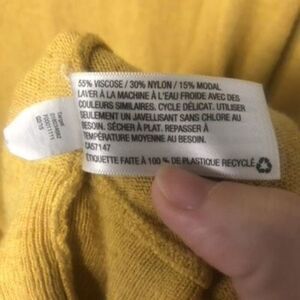 55% VISCOSE / 30% NYLON / 15% MODAL
LAVER À LA MACHINE À L'EAU FROIDE AVEC DES
COULEURS SIMILAIRES. CYCLE DÉLICAT. UTILISER
SEULEMENT UN JAVELLISANT SANS CHLORE AU
BESOIN. SÉCHER À PLAT. REPASSER À
TEMPÉRATURE MOYENNE AU BESOIN.
CA57147
ÉTIQUETTE FAITE À 100 % DE PLASTIQUE RECYCLÉ